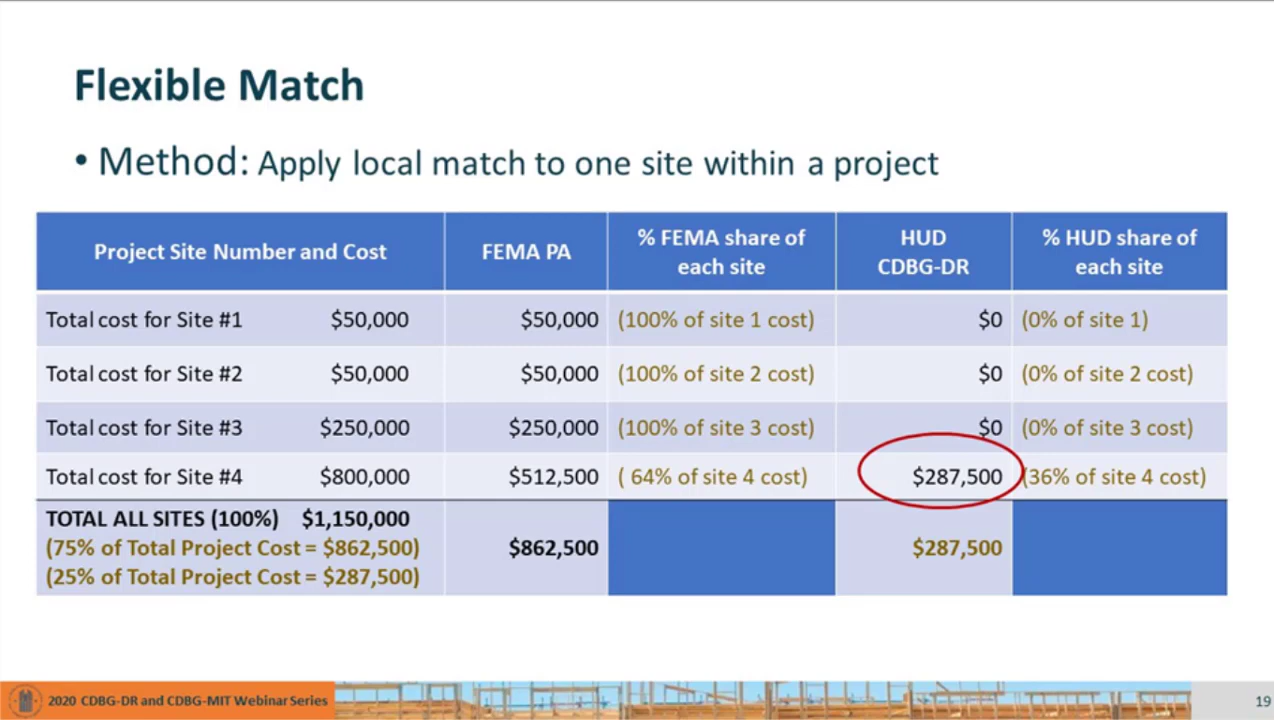 Flexible Match
• Method: Apply local match to one site within a project
Project Site Number and Cost FEMA PA % FEMA share of each site HUD CDBG-DR % HUD share of each site
Total cost for Site #1 $50,000 $50,000 (100% of site 1 cost) $0 (0% of site 1)
Total cost for Site #2 $50,000 $50,000 (100% of site 2 cost) $0 (0% of site 2 cost)
Total cost for Site #3 $250,000 $250,000 (100% of site 3 cost) $0 (0% of site 3 cost)
Total cost for Site #4 $800,000 $512,500 ( 64% of site 4 cost) $287,500 (36% of site 4 cost)
TOTAL ALL SITES (100%) $1,150,000
(75% of Total Project Cost = $862,500) $862,500 $287,500
(25% of Total Project Cost = $287,500)
2020 CDBG-DR and CDBG-MIT Webinar Series 19